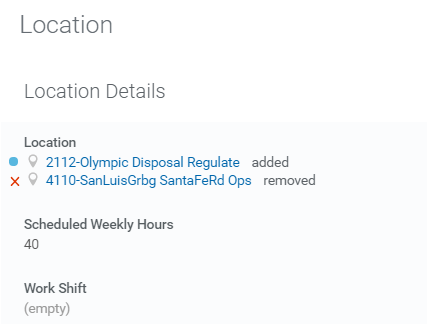 Location
Location Details
Location
2112-Olympic Disposal Regulate added
4110-SanLuisGrbg SantaFeRd Ops removed
Scheduled Weekly Hours
40
Work Shift
(empty)